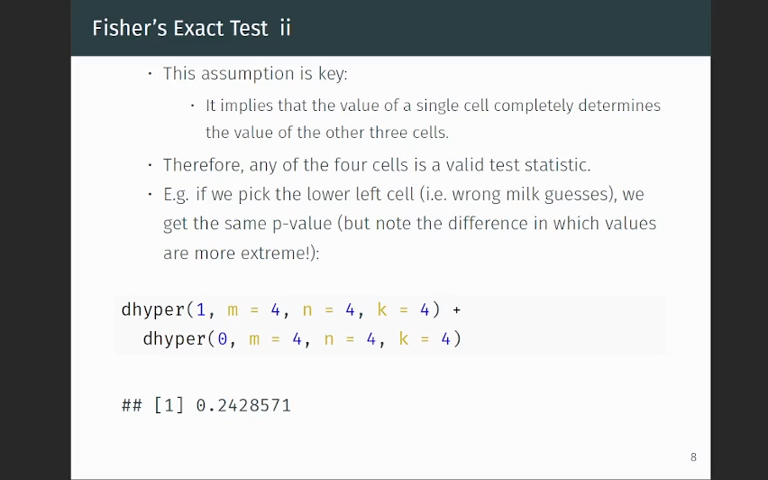 Fisher's Exact Test ii
· This assumption is key:
· It implies that the value of a single cell completely determines
the value of the other three cells.
· Therefore, any of the four cells is a valid test statistic.
· E.g. if we pick the lower left cell (i.e. wrong milk guesses), we
get the same p-value (but note the difference in which values
are more extreme!):
dhyper(1, m = 4, n = 4, k = 4) +
dhyper(0, m = 4, n = 4, k = 4)
## [1] 0.2428571
8